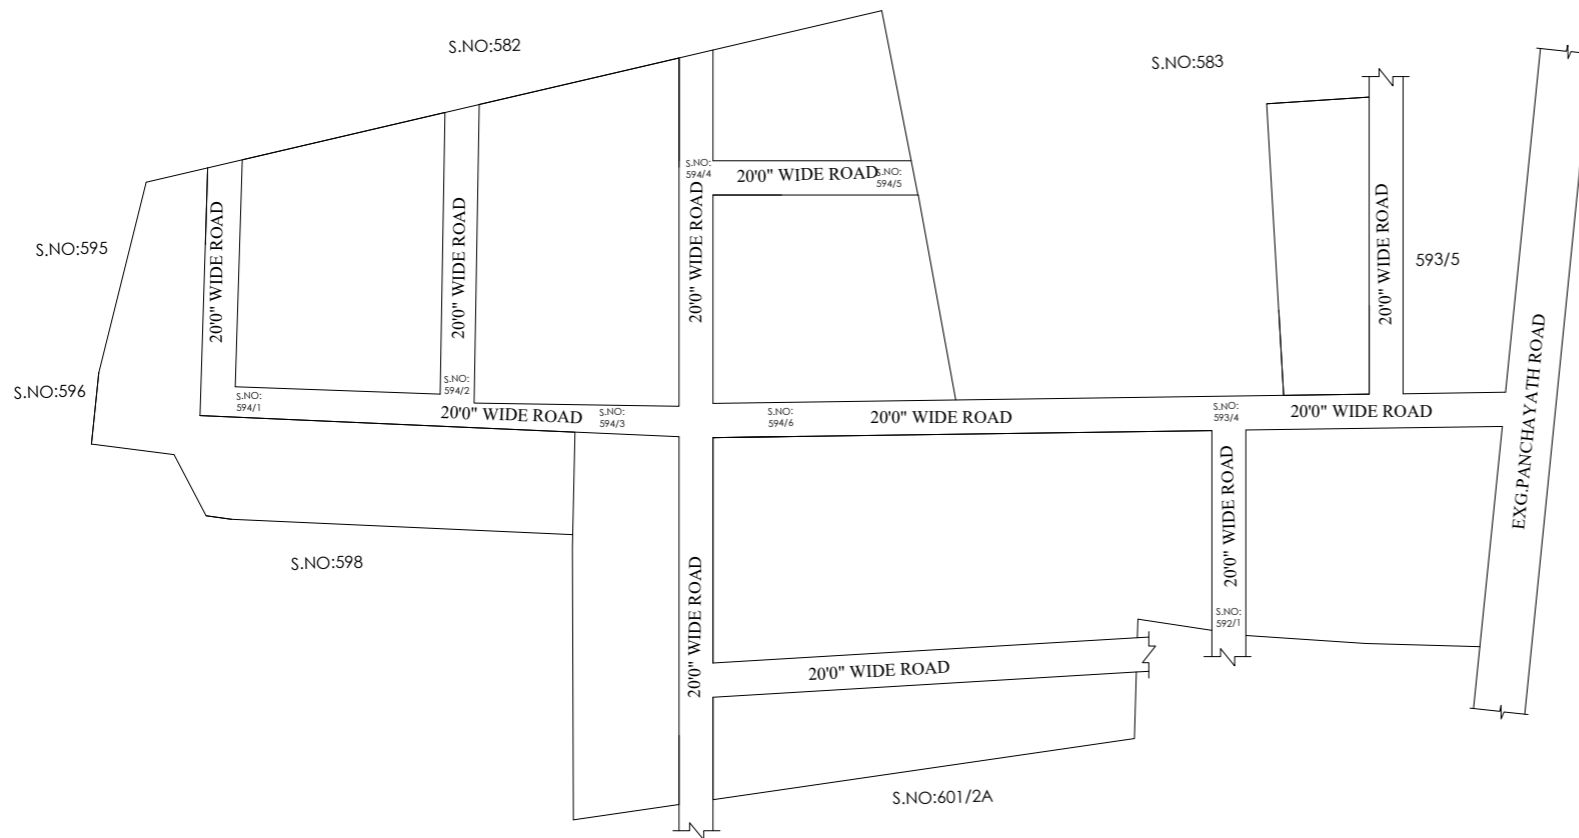 S.NO:582
S.NO:583
S.NO:
594/4
20'0" WIDE ROAD
S.NO:
594/5
S.NO:595
20'0" WIDE ROAD
20'0" WIDE ROAD
20'0" WIDE ROAD
20'0" WIDE ROAD
593/5
EXG.PANCHAYATH ROAD
S.NO:596
S.NO:
594/1
S.NO:
594/2
20'0" WIDE ROAD
S.NO:
594/3
S.NO:
594/6
20'0" WIDE ROAD
S.NO:
593/4
20'0" WIDE ROAD
20'0" WIDE ROAD
S.NO:
592/1
S.NO:598
20'0" WIDE ROAD
20'0" WIDE ROAD
S.NO:601/2A